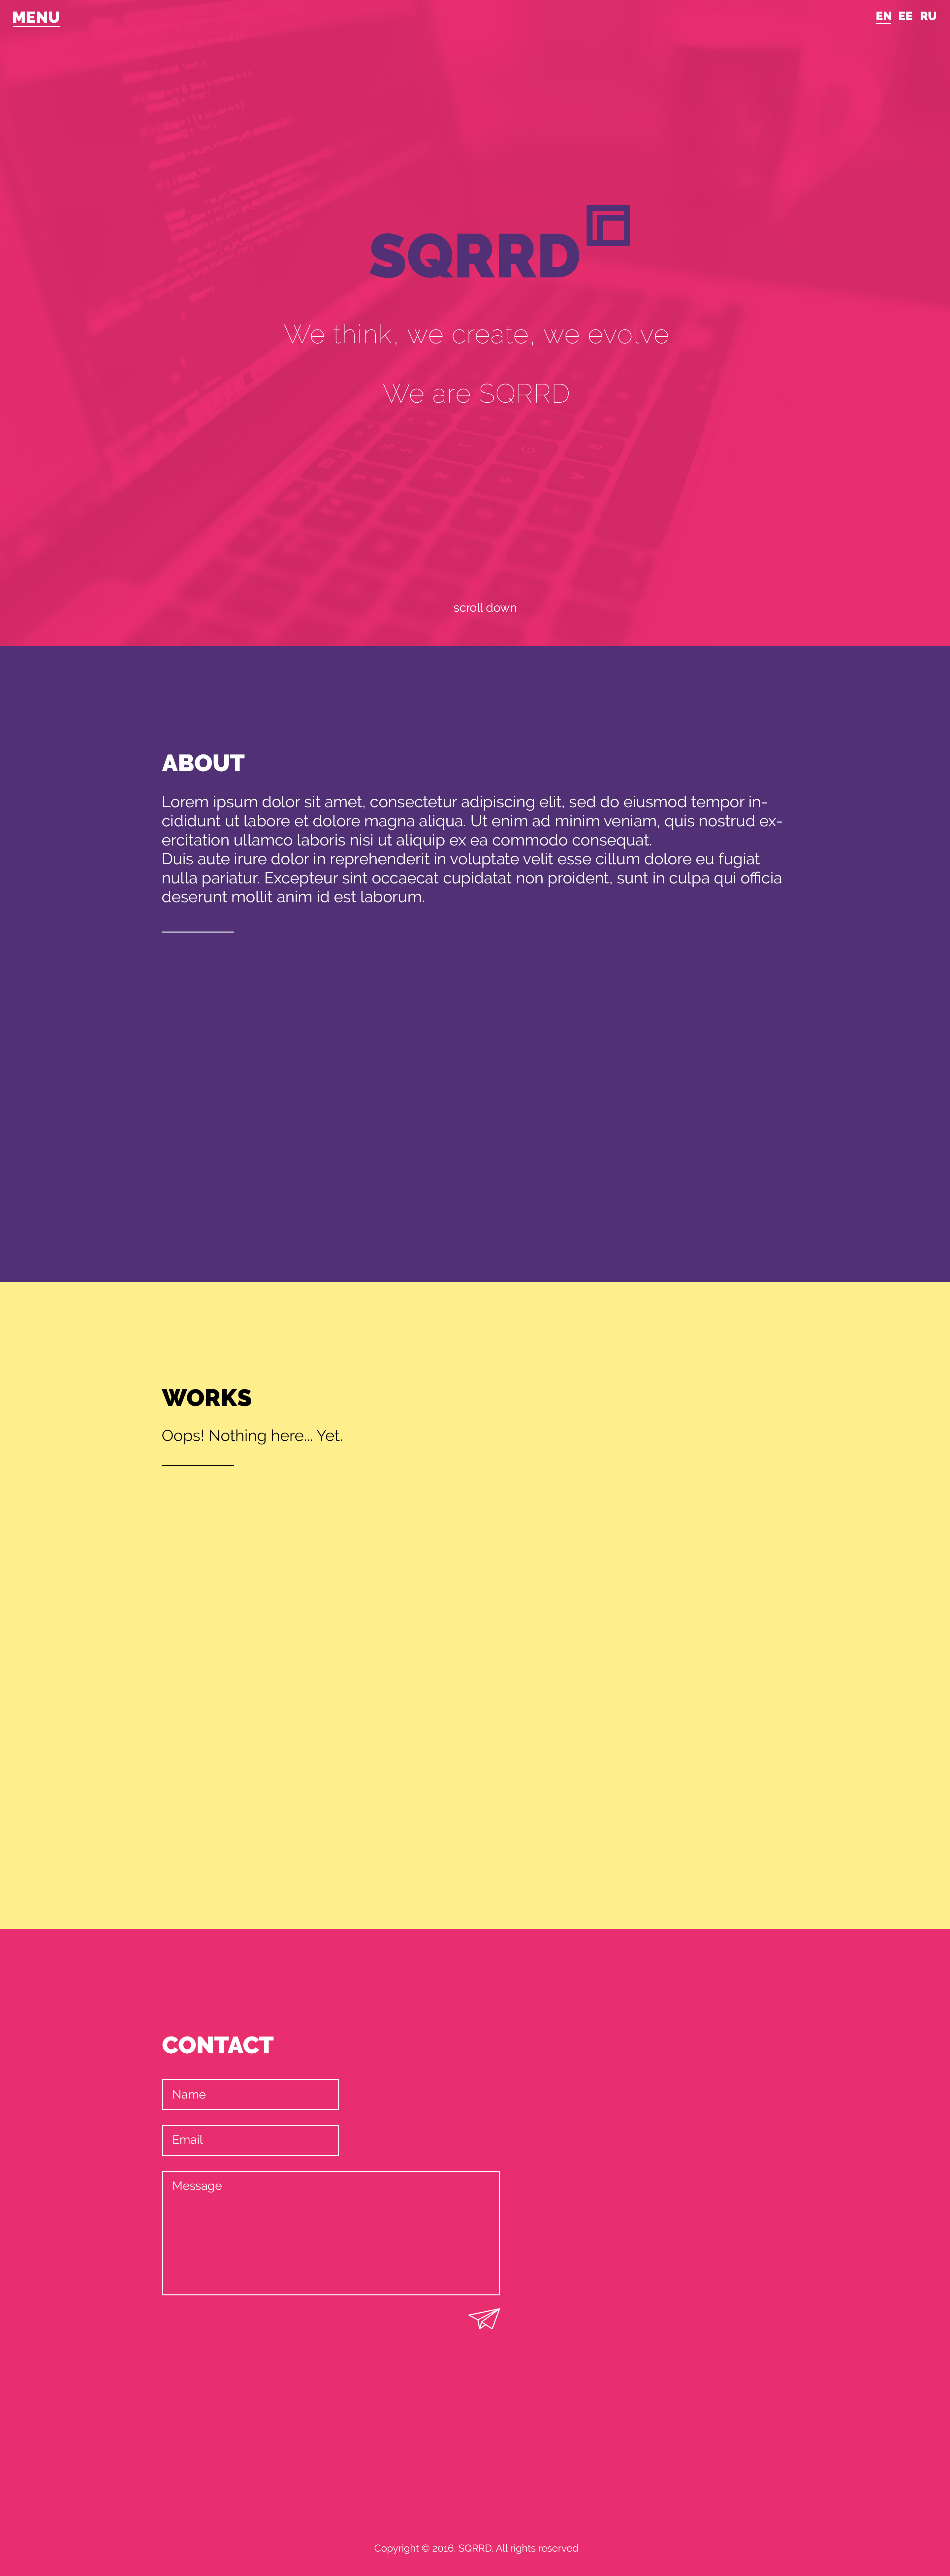 MENU
EN EE RU
SQRRD
We think, we create, we evolve
We are SQRRD
scroll down
ABOUT
Lorem ipsum dolor sit amet, consectetur adipiscing elit, sed do eiusmod tempor in-
cididunt ut labore et dolore magna aliqua. Ut enim ad minim veniam, quis nostrud ex-
ercitation ullamco laboris nisi ut aliquip ex ea commodo consequat.
Duis aute irure dolor in reprehenderit in voluptate velit esse cillum dolore eu fugiat
nulla pariatur. Excepteur sint occaecat cupidatat non proident, sunt in culpa qui officia
deserunt mollit anim id est laborum.
WORKS
Oops! Nothing here... Yet.
CONTACT
Name
Email
Message
Copyright © 2016, SQRRD. All rights reserved